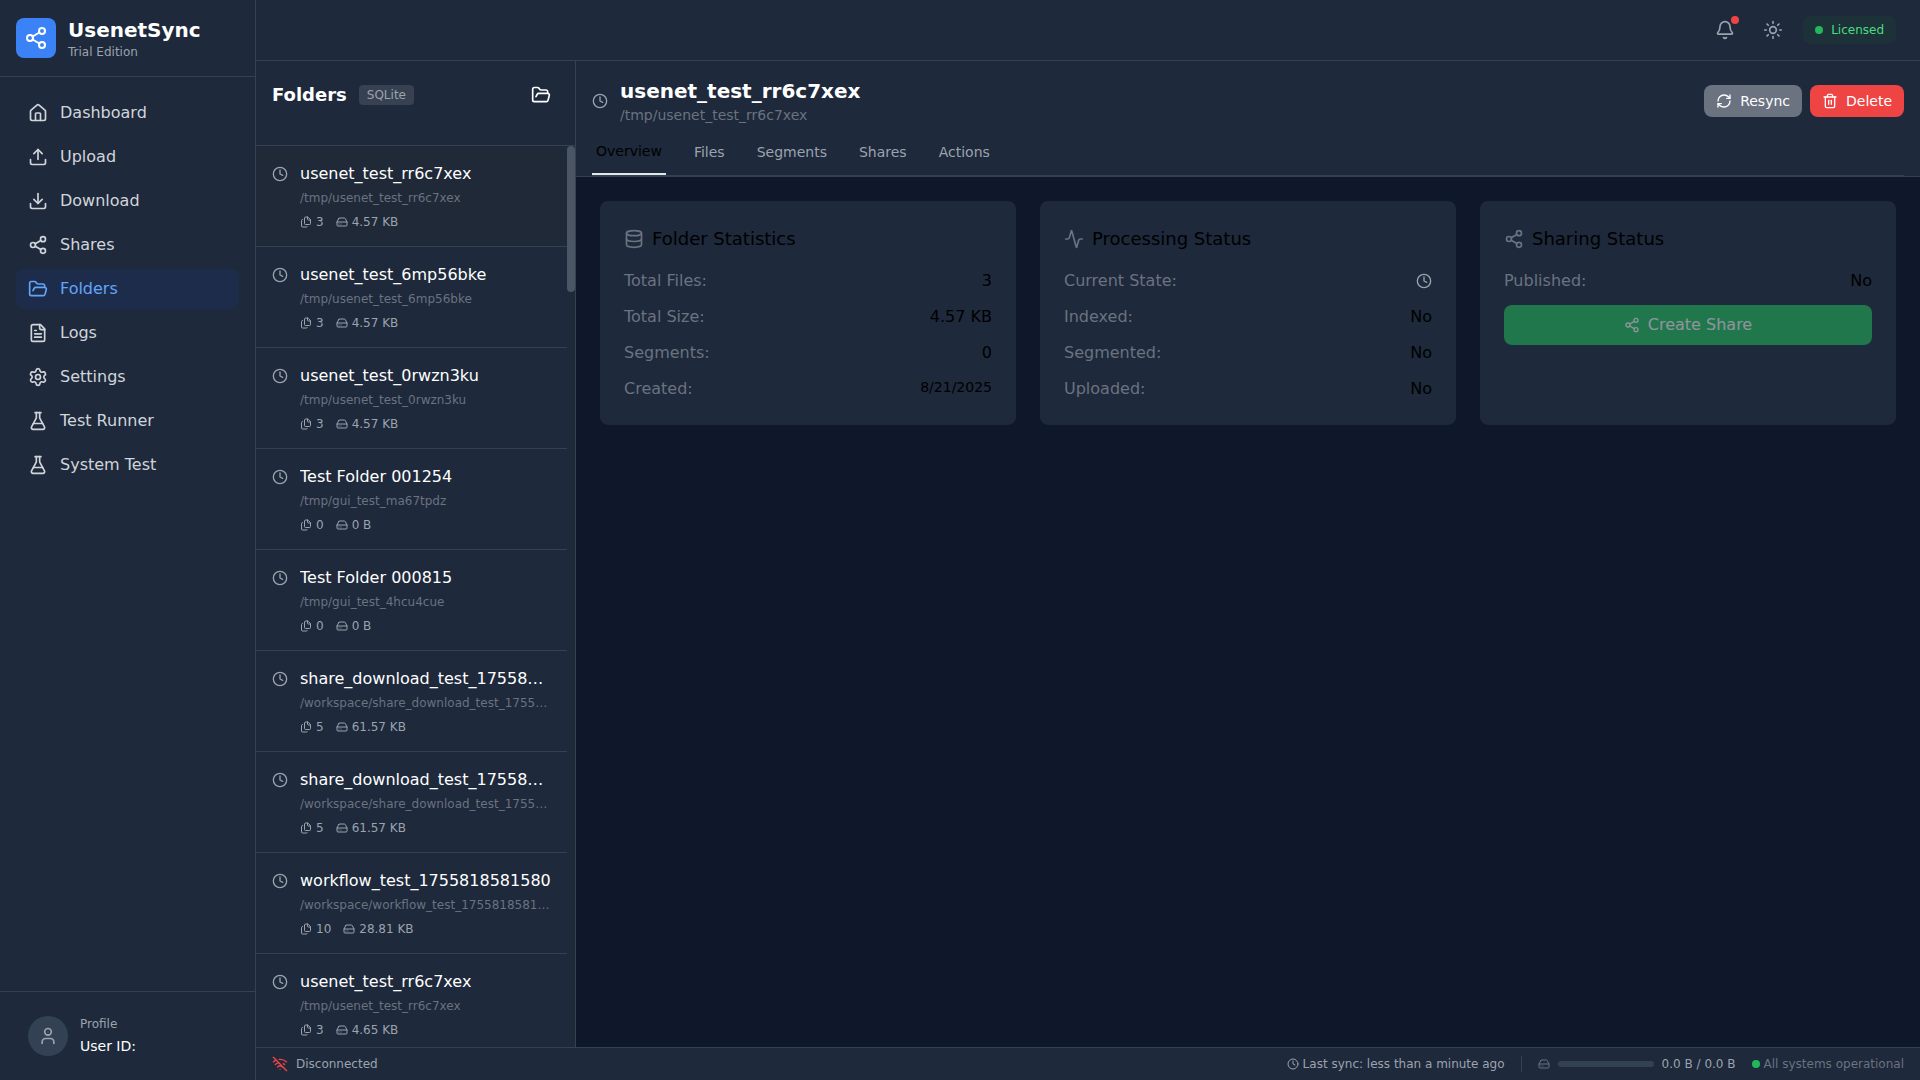 UsenetSync
Trial Edition
Dashboard
Upload
Download
Shares
Folders
Logs
Settings
Test Runner
System Test
Profile
User ID:
Licensed
Folders SQLite
usenet_test_rr6c7xex
/tmp/usenet_test_rr6c7xex
3 4.57 KB
usenet_test_6mp56bke
/tmp/usenet_test_6mp56bke
3 4.57 KB
usenet_test_0rwzn3ku
/tmp/usenet_test_0rwzn3ku
3 4.57 KB
Test Folder 001254
/tmp/gui_test_ma67tpdz
0 0 B
Test Folder 000815
/tmp/gui_test_4hcu4cue
0 0 B
share_download_test_17558...
/workspace/share_download_test_1755...
5 61.57 KB
share_download_test_17558...
/workspace/share_download_test_1755...
5 61.57 KB
workflow_test_1755818581580
/workspace/workflow_test_1755818581...
10 28.81 KB
usenet_test_rr6c7xex
/tmp/usenet_test_rr6c7xex
3 4.65 KB
usenet_test_rr6c7xex
/tmp/usenet_test_rr6c7xex
Resync Delete
Overview Files Segments Shares Actions
Folder Statistics
Total Files: 3
Total Size: 4.57 KB
Segments: 0
Created: 8/21/2025
Processing Status
Current State:
Indexed: No
Segmented: No
Uploaded: No
Sharing Status
Published: No
Create Share
Disconnected
Last sync: less than a minute ago
0.0 B / 0.0 B
All systems operational